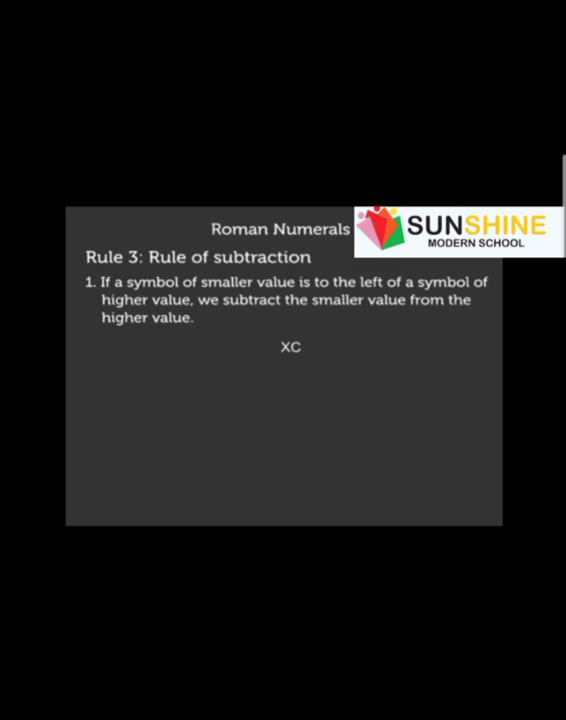 Roman Numerals
SUNSHINE
MODERN SCHOOL
Rule 3: Rule of subtraction
1. If a symbol of smaller value is to the left of a symbol of
higher value, we subtract the smaller value from the
higher value.
XC